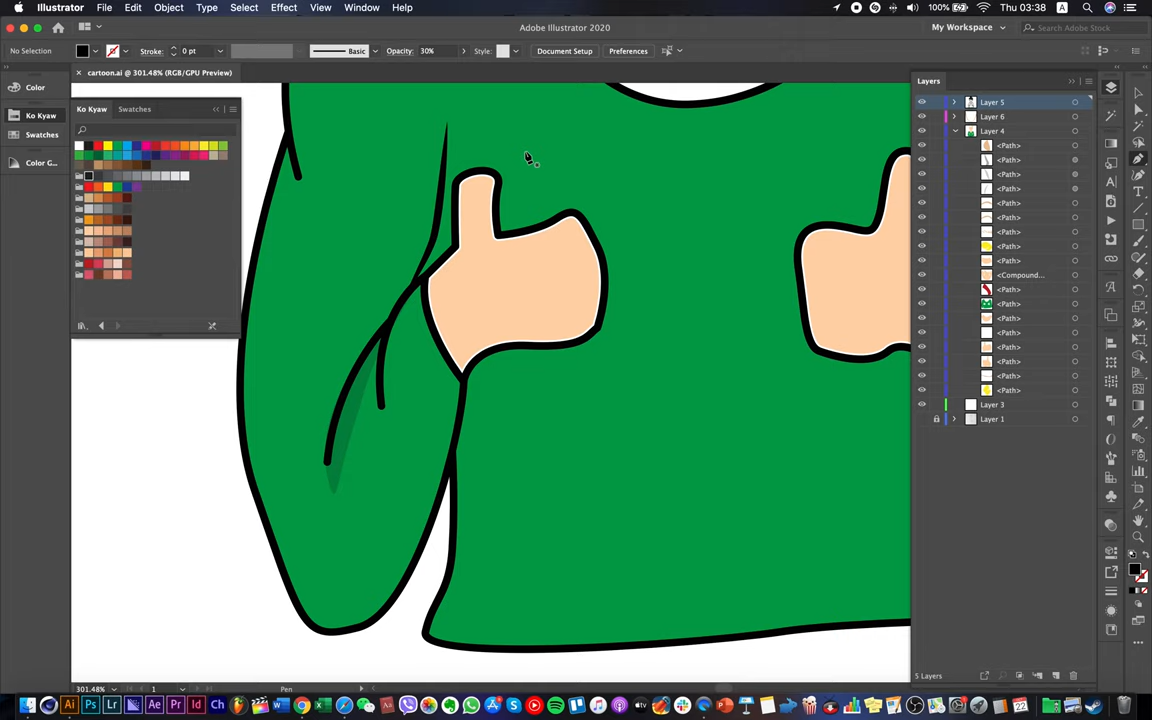 Illustrator File Edit Object Type Select Effect View Window Help 100% Thu 03:38
Adobe Illustrator 2020 My Workspace Search Adobe Stock
No Selection Stroke: 0 pt Basic Opacity: 30% Style: Document Setup Preferences
cartoon.ai @ 301.48% (RGB/GPU Preview)
Color
Ko Kyaw
Swatches
Color G...
Ko Kyaw Swatches
Layers
Layer 5
Layer 6
Layer 4
<Path>
<Path>
<Path>
<Path>
<Path>
<Path>
<Path>
<Path>
<Path>
<Compound...
<Path>
<Path>
<Path>
<Path>
<Path>
<Path>
<Path>
<Path>
Layer 3
Layer 1
5 Layers
301.48% 1 Pen